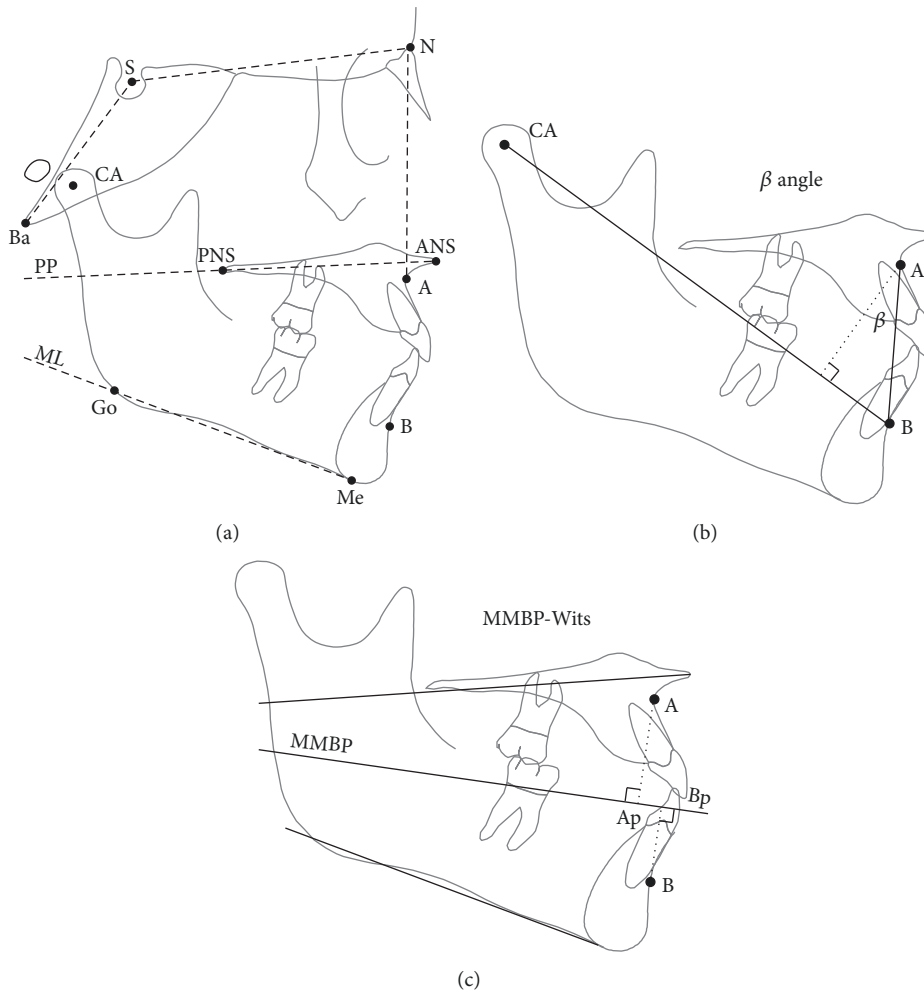 N
S
CA
Ba
PNS
ANS
PP
A
ML
Go
B
Me
(a)
CA
β angle
A
β
B
(b)
MMBP-Wits
A
MMBP
Bp
Ap
B
(c)